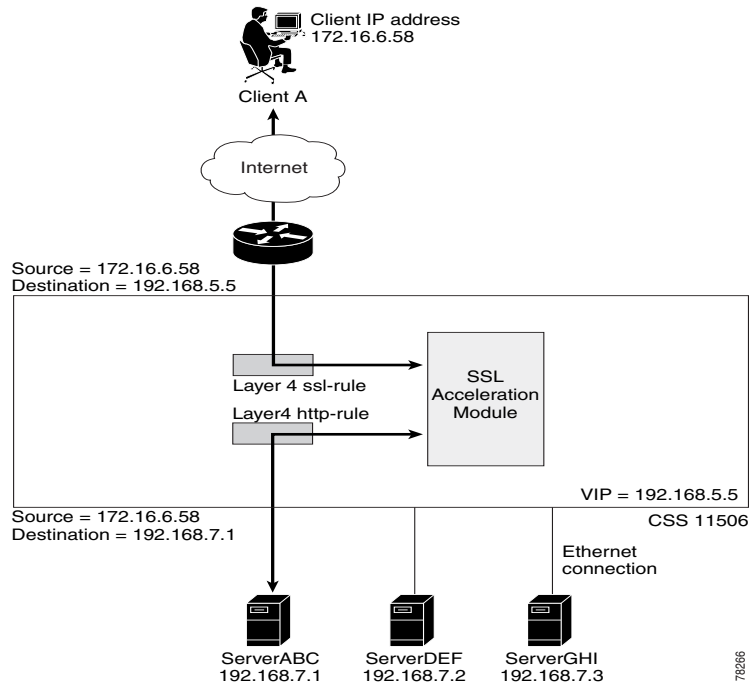 Client IP address
172.16.6.58
Client A
Internet
Source = 172.16.6.58
Destination = 192.168.5.5
Layer 4 ssl-rule
SSL
Acceleration
Module
Layer4 http-rule
VIP = 192.168.5.5
Source = 172.16.6.58
Destination = 192.168.7.1
CSS 11506
Ethernet
connection
ServerABC
192.168.7.1
ServerDEF
192.168.7.2
ServerGHI
192.168.7.3
78266